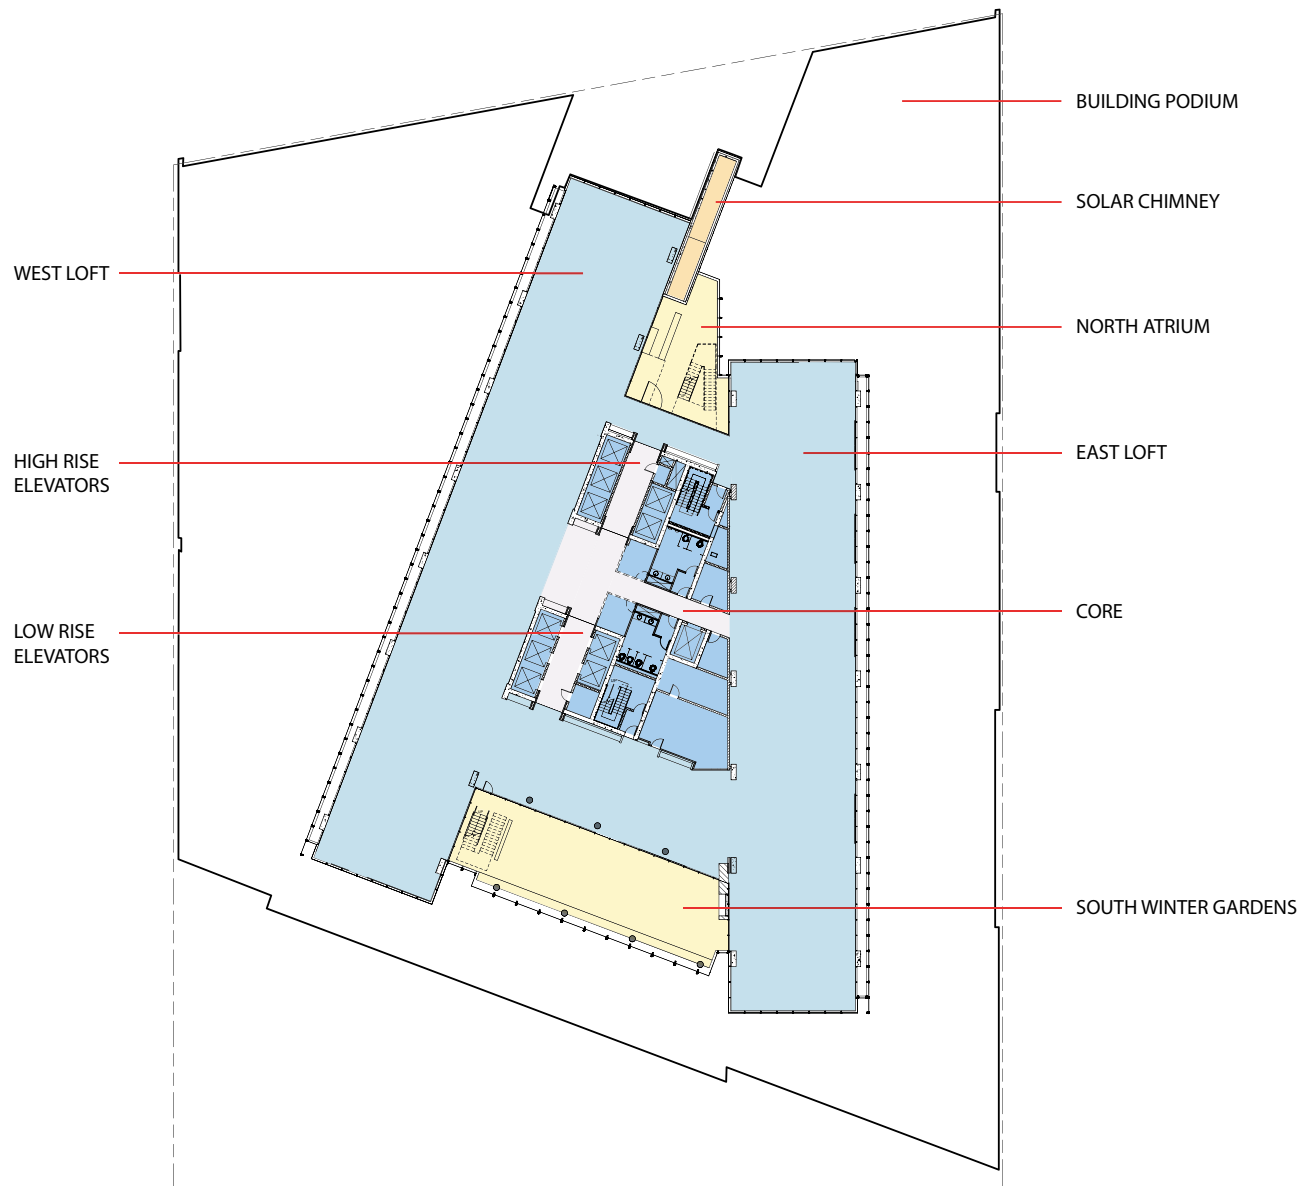 BUILDING PODIUM
SOLAR CHIMNEY
WEST LOFT
NORTH ATRIUM
EAST LOFT
HIGH RISE
ELEVATORS
CORE
LOW RISE
ELEVATORS
SOUTH WINTER GARDENS